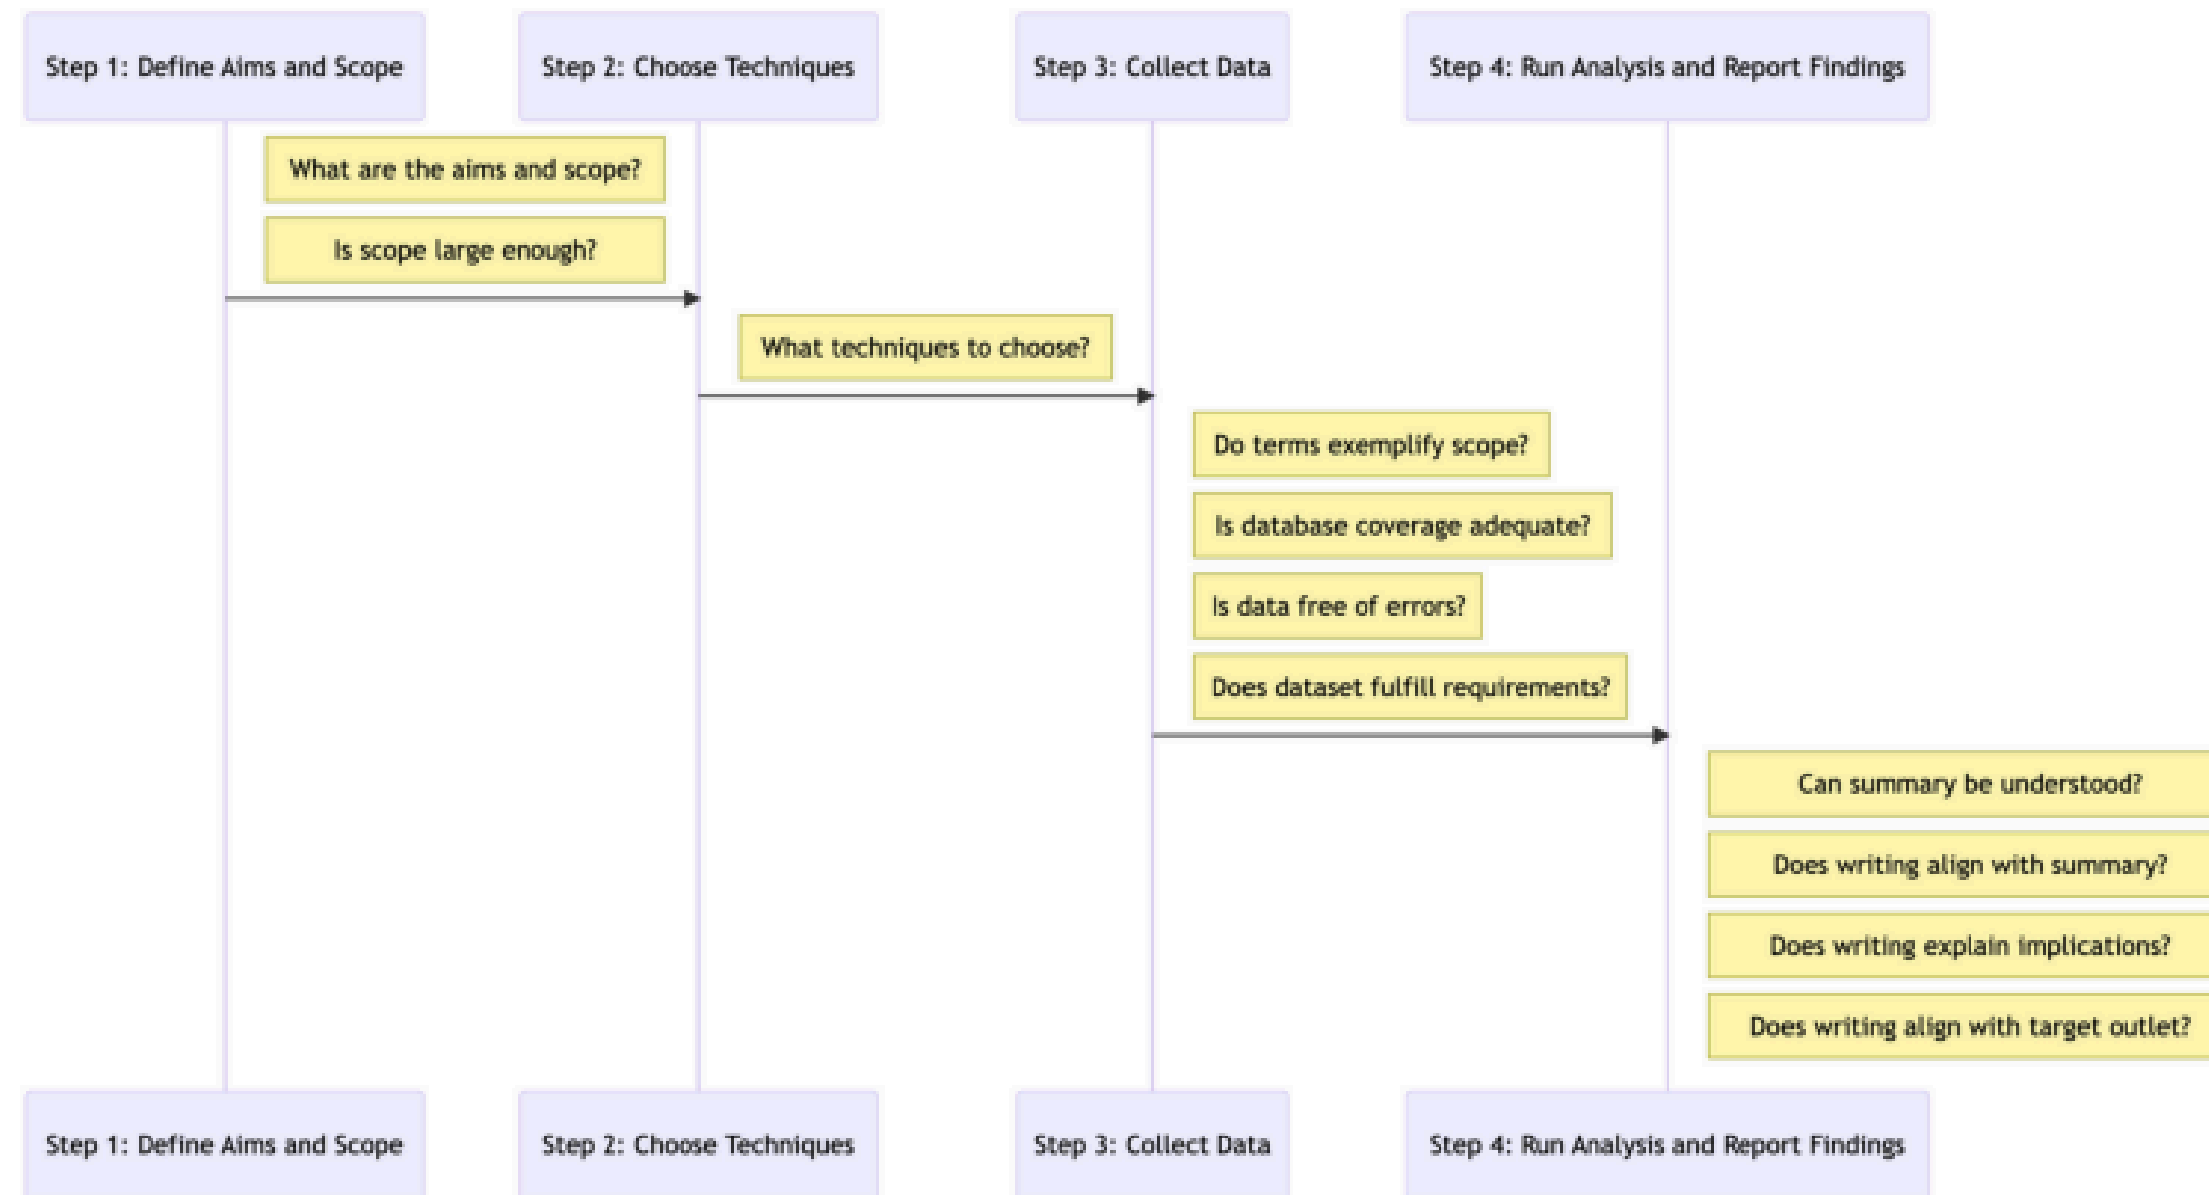 Step 1: Define Aims and Scope
Step 2: Choose Techniques
Step 3: Collect Data
Step 4: Run Analysis and Report Findings
What are the aims and scope?
Is scope large enough?
What techniques to choose?
Do terms exemplify scope?
Is database coverage adequate?
Is data free of errors?
Does dataset fulfill requirements?
Can summary be understood?
Does writing align with summary?
Does writing explain implications?
Does writing align with target outlet?
Step 1: Define Aims and Scope
Step 2: Choose Techniques
Step 3: Collect Data
Step 4: Run Analysis and Report Findings